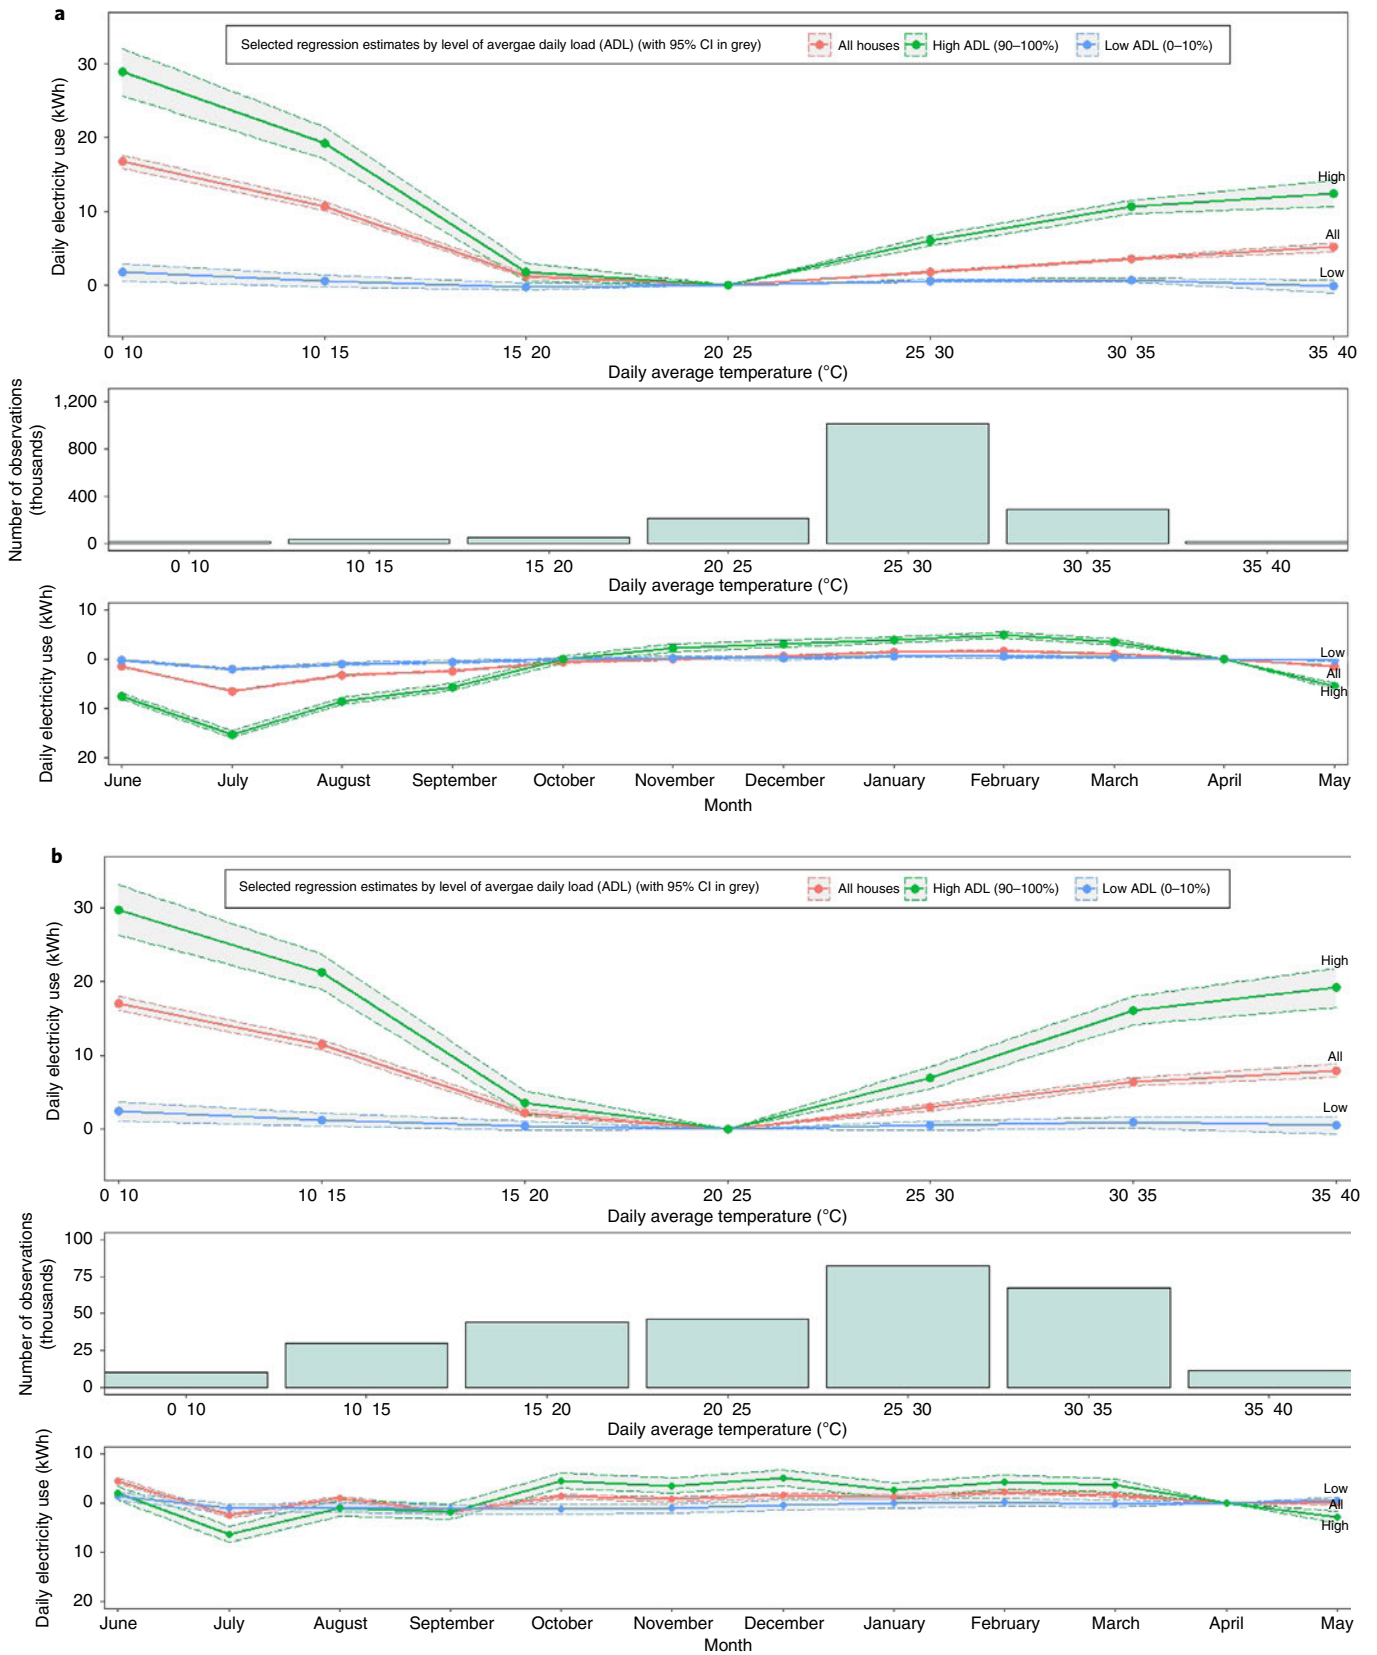 a
Selected regression estimates by level of avergae daily load (ADL) (with 95% CI in grey) All houses High ADL (90–100%) Low ADL (0–10%)
Daily electricity use (kWh)
30
20
10
0
High
All
Low
0 10 10 15 15 20 20 25 25 30 30 35 35 40
Daily average temperature (°C)
Number of observations
(thousands)
1,200
800
400
0
0 10 10 15 15 20 20 25 25 30 30 35 35 40
Daily average temperature (°C)
Daily electricity use (kWh)
10
0
10
20
Low
All
High
June July August September October November December January February March April May
Month
b
Selected regression estimates by level of avergae daily load (ADL) (with 95% CI in grey) All houses High ADL (90–100%) Low ADL (0–10%)
Daily electricity use (kWh)
30
20
10
0
High
All
Low
0 10 10 15 15 20 20 25 25 30 30 35 35 40
Daily average temperature (°C)
Number of observations
(thousands)
100
75
50
25
0
0 10 10 15 15 20 20 25 25 30 30 35 35 40
Daily average temperature (°C)
Daily electricity use (kWh)
10
0
10
20
Low
All
High
June July August September October November December January February March April May
Month